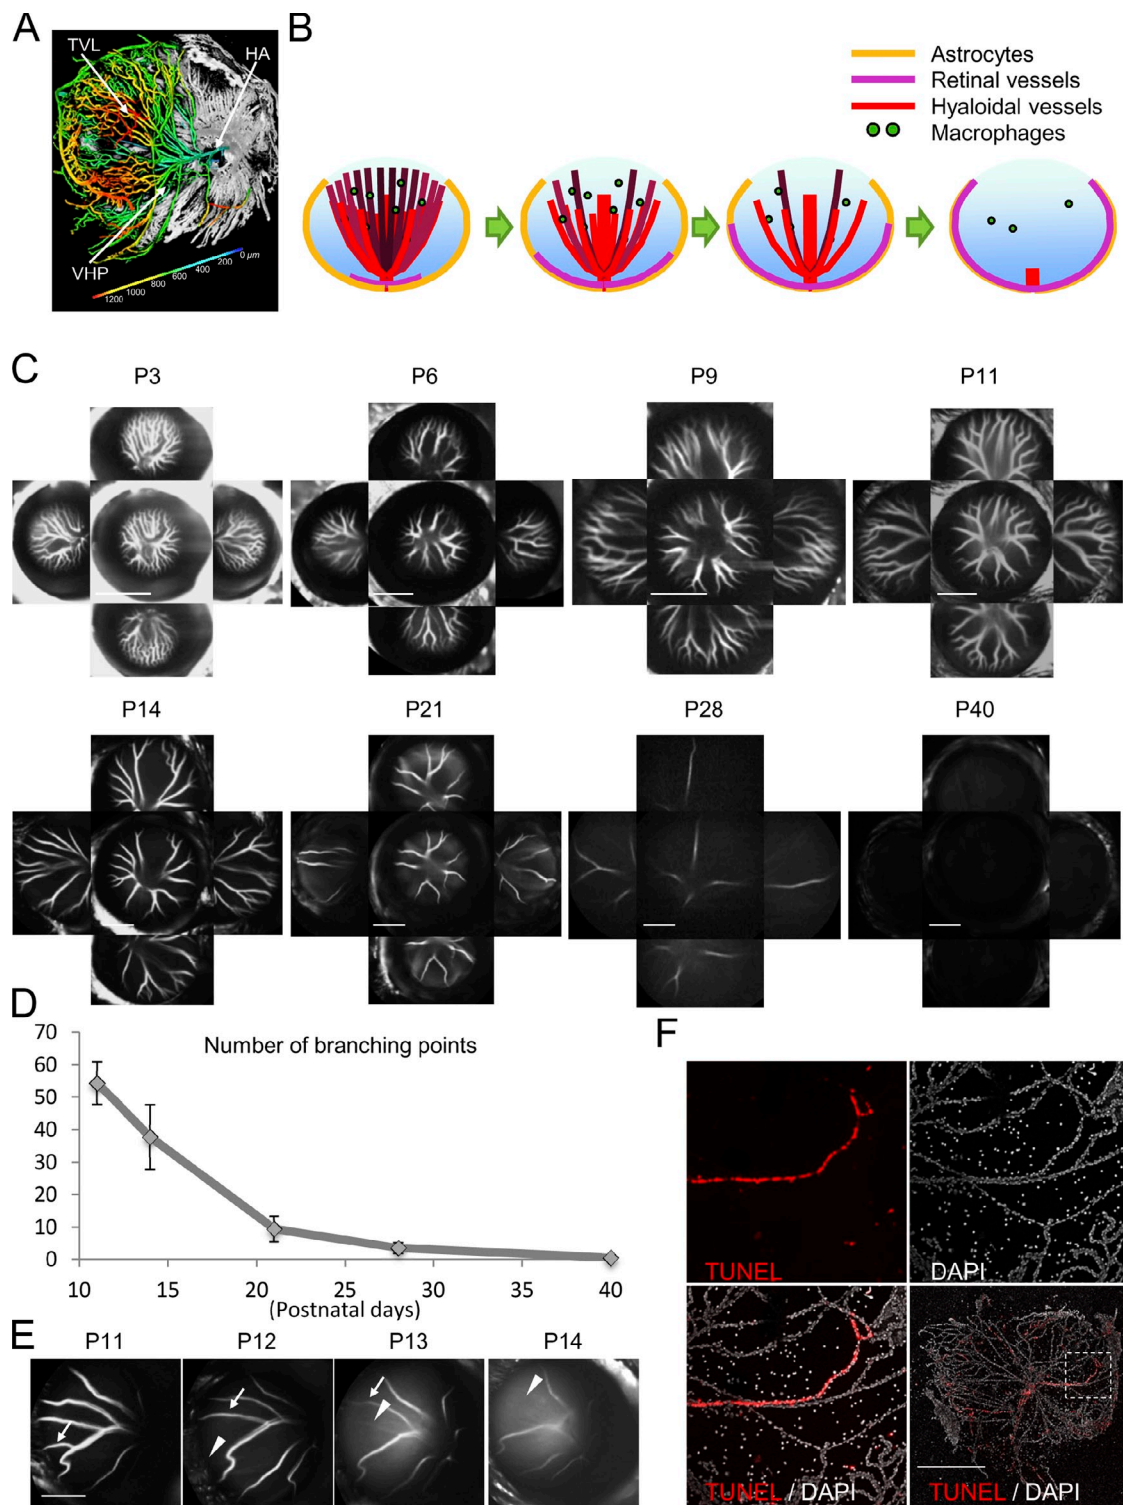 A
TVL
HA
VHP
0 µm
200
400
600
800
1000
1200
B
Astrocytes
Retinal vessels
Hyaloidal vessels
Macrophages
C
P3 P6 P9 P11
P14 P21 P28 P40
D
Number of branching points
70
60
50
40
30
20
10
0
10 15 20 25 30 35 40
(Postnatal days)
E
P11 P12 P13 P14
F
TUNEL
DAPI
TUNEL / DAPI
TUNEL / DAPI